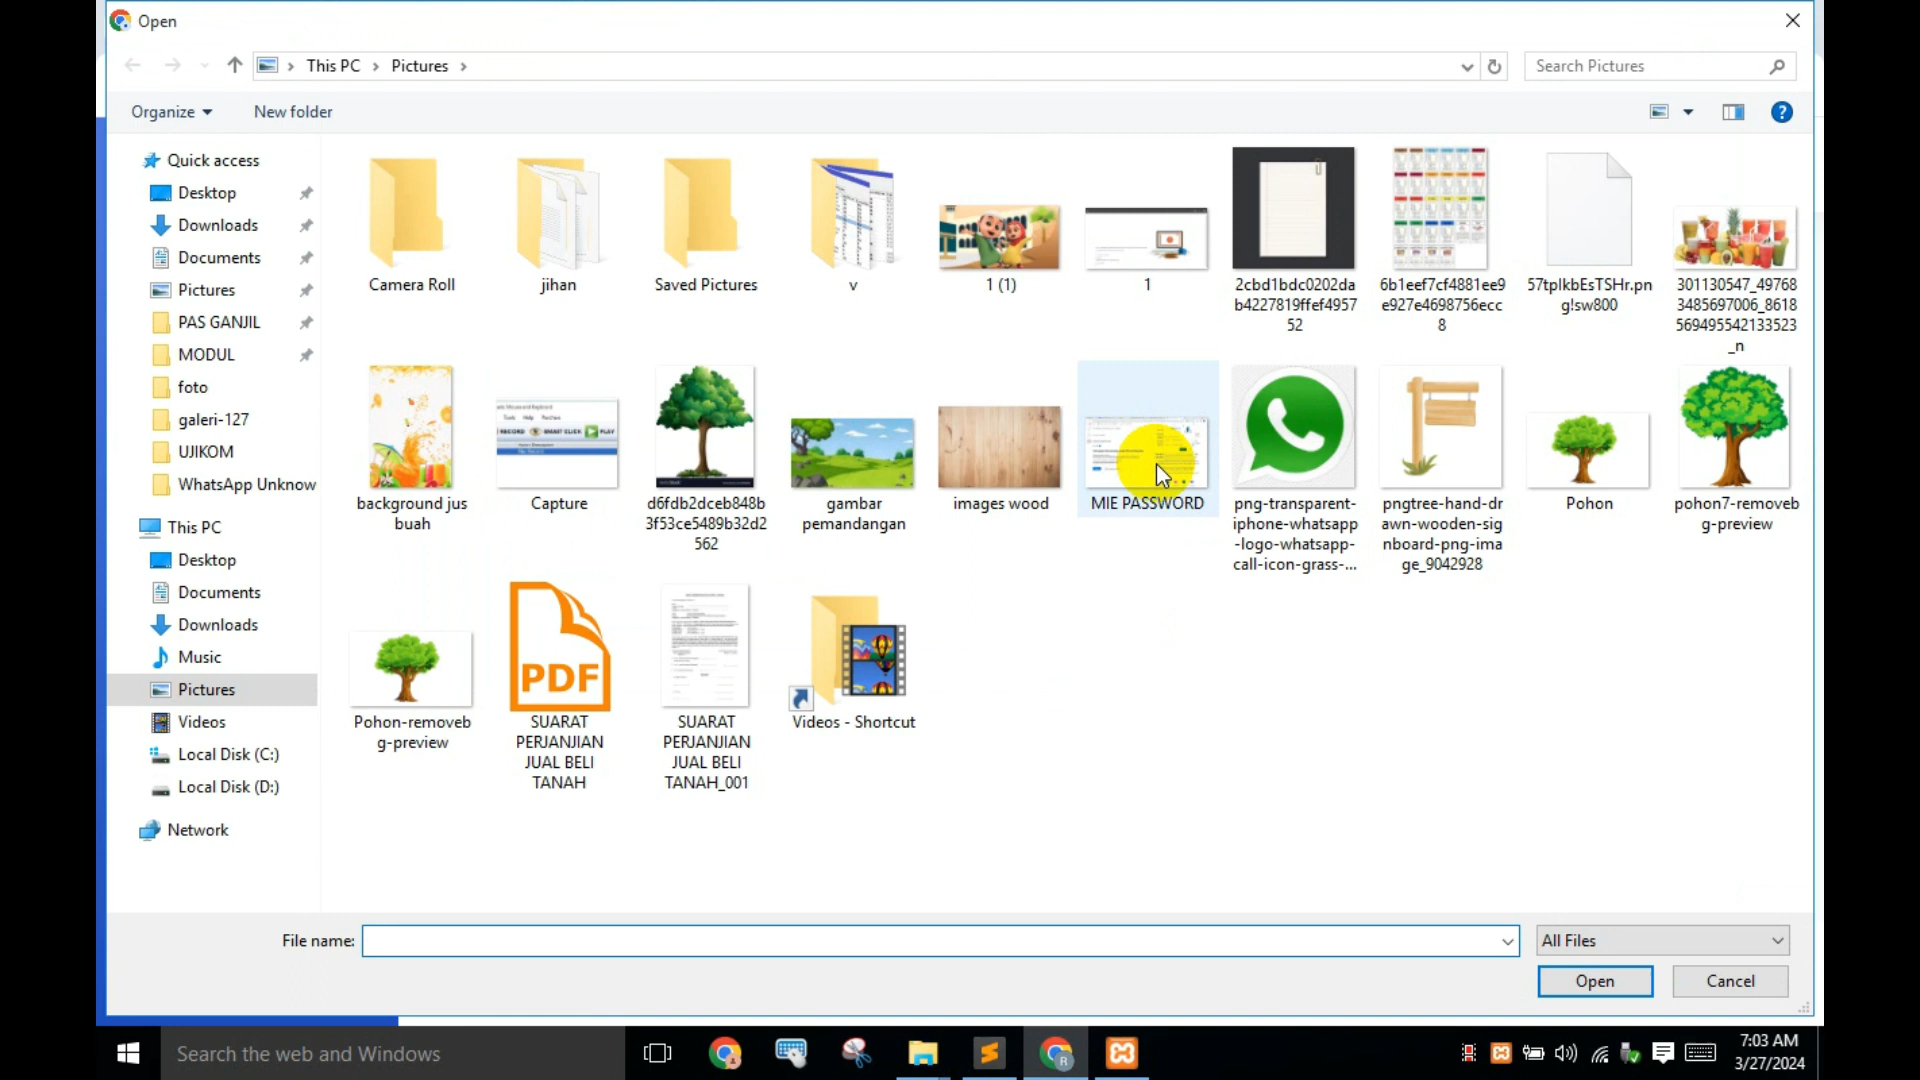 Open
This PC
Pictures
Search Pictures
Organize
New folder
Quick access
Desktop
Downloads
Documents
Pictures
PAS GANJIL
MODUL
foto
galeri-127
UJIKOM
WhatsApp Unknow
This PC
Desktop
Documents
Downloads
Music
Pictures
Videos
Local Disk (C:)
Local Disk (D:)
Network
Camera Roll
jihan
Saved Pictures
v
1 (1)
1
2cbd1bdc0202da
b4227819ffef4957
52
6b1eef7cf4881ee9
e927e4698756ecc
8
57tplkbEsTSHr.pn
g!sw800
301130547_49768
3485697006_8618
569495542133523
_n
background jus
buah
RECORD SMART CLICK PLAY
Capture
d6fdb2dceb848b
3f53ce5489b32d2
562
gambar
pemandangan
images wood
MIE PASSWORD
png-transparent-
iphone-whatsapp
-logo-whatsapp-
call-icon-grass-...
pngtree-hand-dr
awn-wooden-sig
nboard-png-ima
ge_9042928
Pohon
pohon7-removeb
g-preview
Pohon-removeb
g-preview
PDF
SUARAT
PERJANJIAN
JUAL BELI
TANAH
SUARAT
PERJANJIAN
JUAL BELI
TANAH_001
Videos - Shortcut
File name:
All Files
Open
Cancel
Search the web and Windows
7:03 AM
3/27/2024